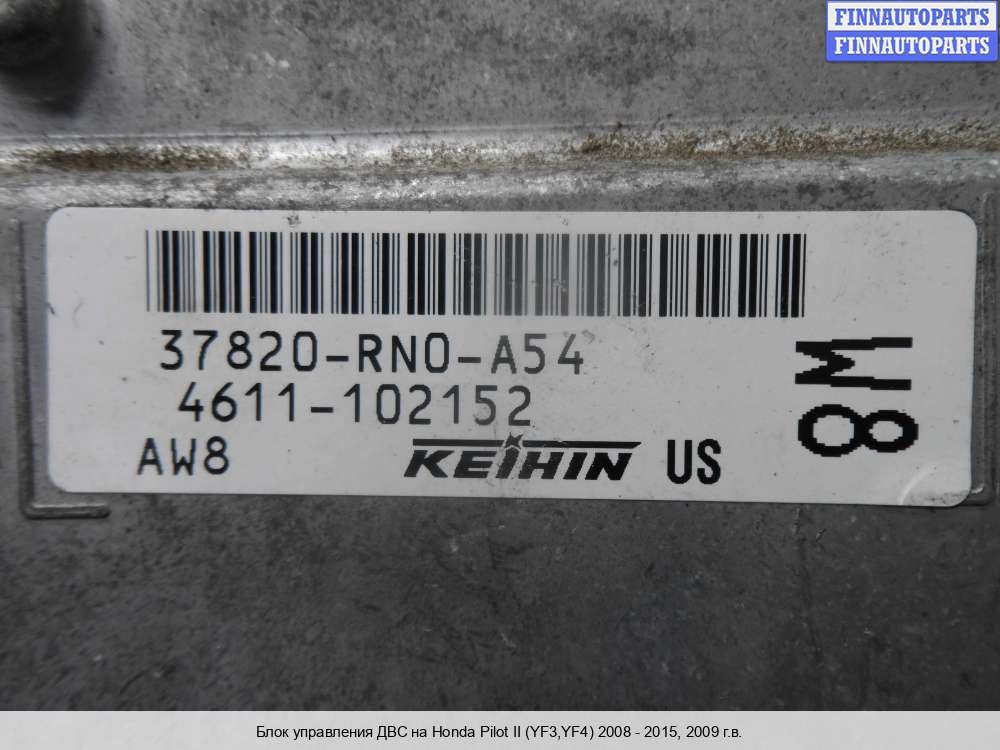 FINNAUTOPARTS
FINNAUTOPARTS
37820-RN0-A54
4611-102152
AW8 KEIHIN US
8M
Блок управления ДВС на Honda Pilot II (YF3,YF4) 2008 - 2015, 2009 г.в.